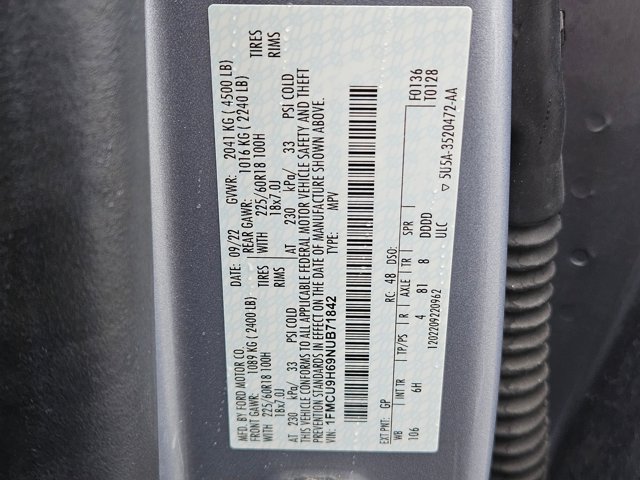 MFD. BY FORD MOTOR CO.
DATE: 09/22 GVWR: 2041 KG ( 4500 LB)
FRONT GAWR: 1089 KG (2400 LB) REAR GAWR: 1016 KG ( 2240 LB)
WITH 225/60R18 100H TIRES WITH 225/60R18 100H TIRES
18x7.0J RIMS 18x7.0J RIMS
AT 230 kPa/ 33 PSI COLD AT 230 kPa/ 33 PSI COLD
THIS VEHICLE CONFORMS TO ALL APPLICABLE FEDERAL MOTOR VEHICLE SAFETY AND THEFT
PREVENTION STANDARDS IN EFFECT ON THE DATE OF MANUFACTURE SHOWN ABOVE.
VIN: 1FMCU9H69NUB71842 TYPE: MPV
F0136
T0128
EXT PNT: GP RC: 48 DSO:
WB INT TR TP/PS R AXLE TR SPR
106 6H 4 81 8 DDDD
ULC ▽ 5U5A-3520472-AA
1202209220962